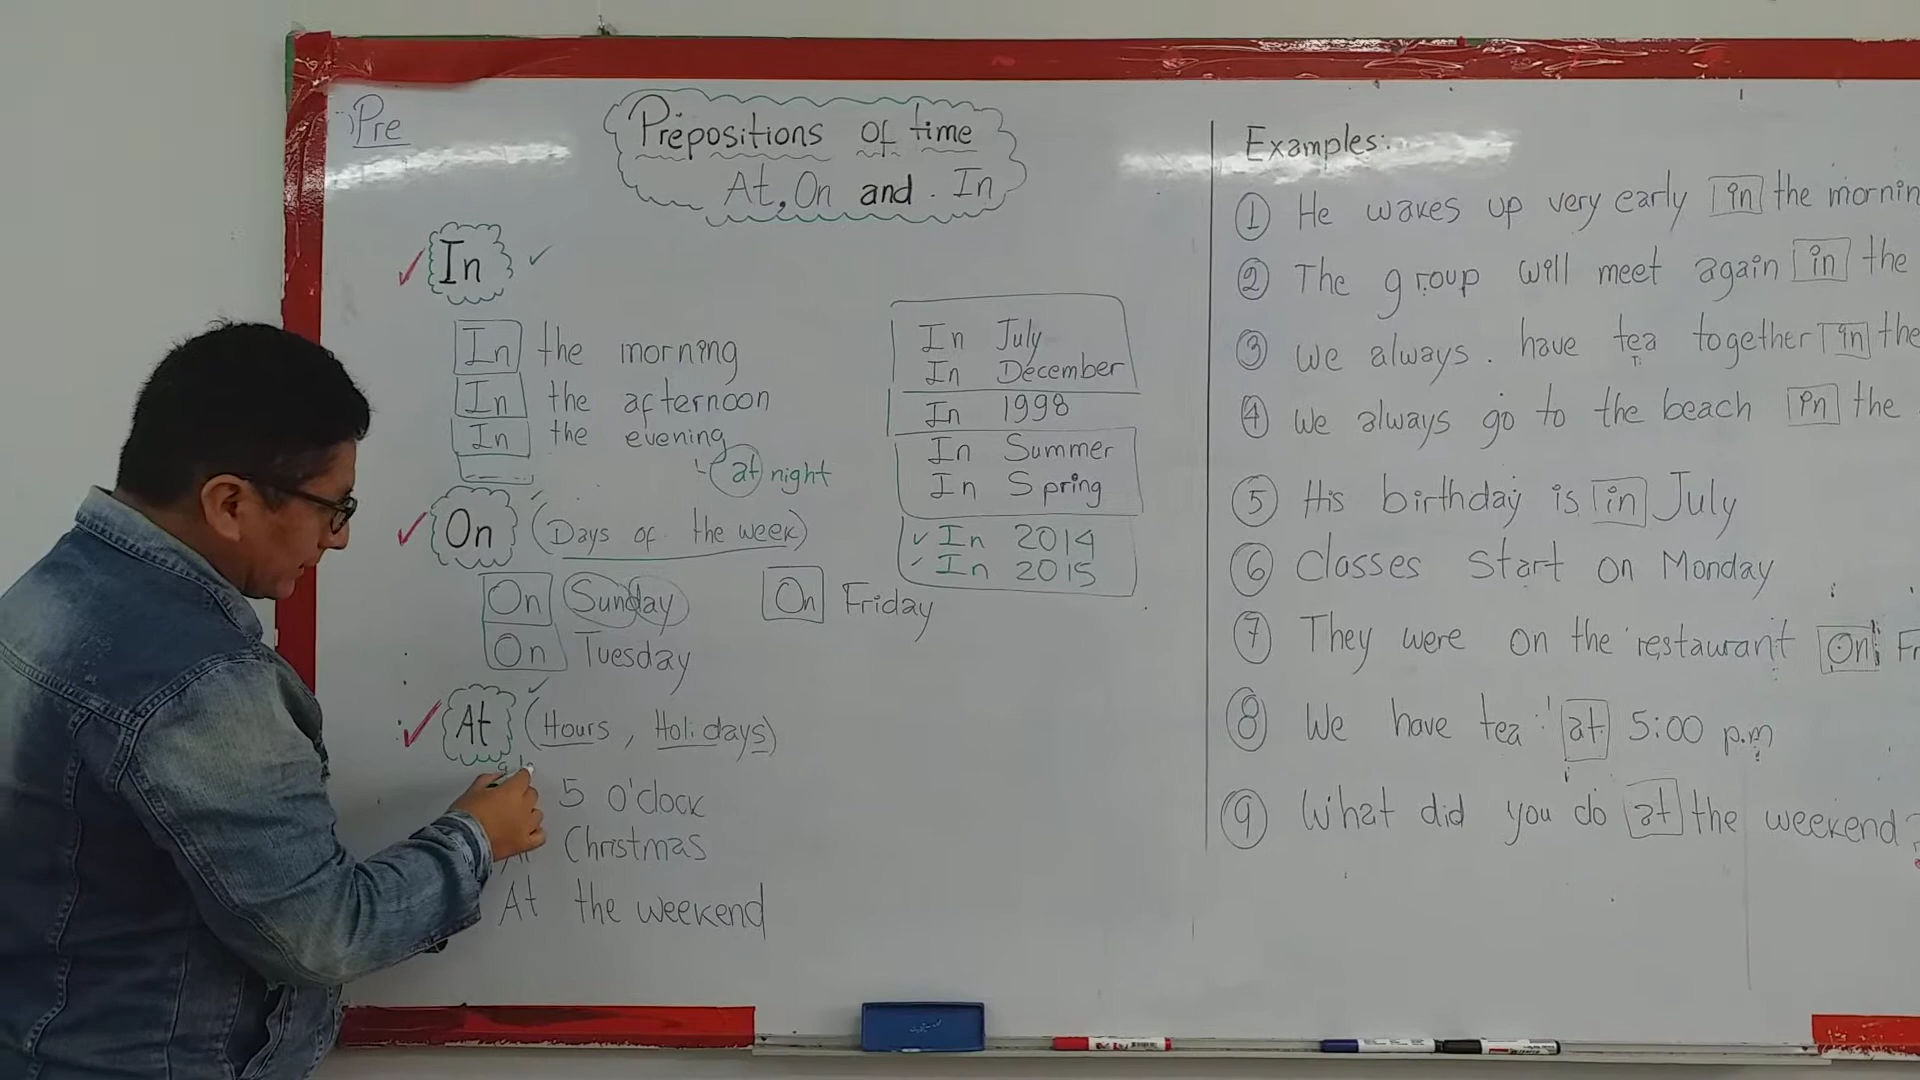 Pre
Prepositions of time
At, On and . In
In
In the morning
In the afternoon
In the evening
at night
In July
In December
In 1998
In Summer
In Spring
In 2014
In 2015
On (Days of the week)
On Sunday
On Friday
On Tuesday
At (Hours, Holidays)
5 O'clock
Christmas
At the weekend
Examples:
1 He wakes up very early in the mornin
2 The group will meet again in the
3 we always . have tea together in the
4 we always go to the beach in the
5 His birthday is in July
6 Classes start on Monday
7 They were on the restaurant On Fr
8 We have tea at 5:00 p.m
9 What did you do at the weekend?